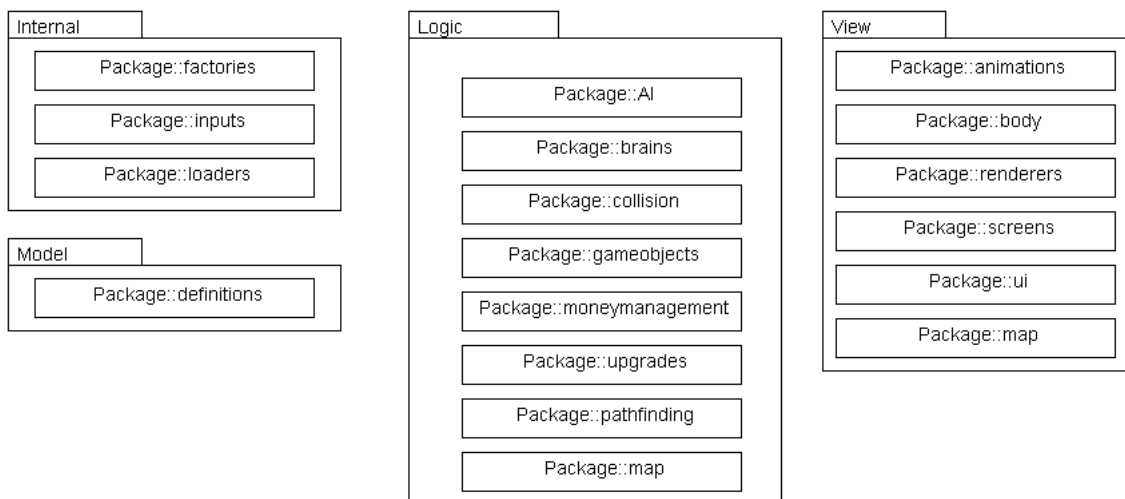 Internal
Package::factories
Package::inputs
Package::loaders
Model
Package::definitions
Logic
Package::AI
Package::brains
Package::collision
Package::gameobjects
Package::moneymanagement
Package::upgrades
Package::pathfinding
Package::map
View
Package::animations
Package::body
Package::renderers
Package::screens
Package::ui
Package::map